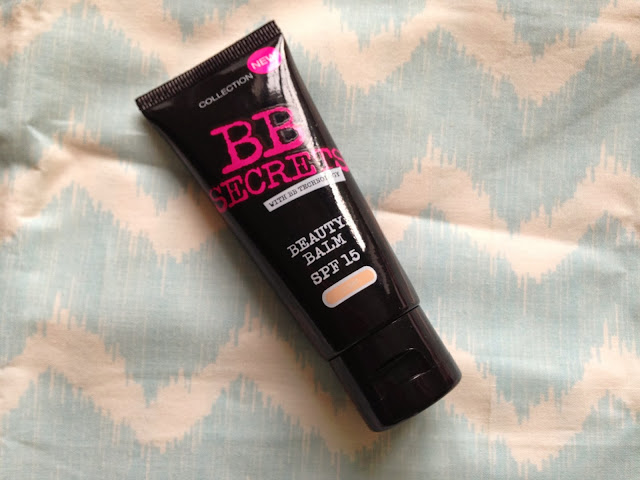 COLLECTION
NEW
BB
SECRETS
WITH BB TECHNOLOGY
BEAUTY
BALM
SPF 15